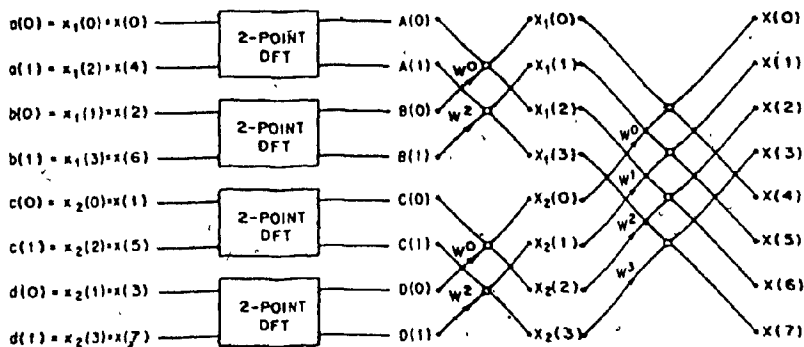 a(0) = x₁(0)=x(0)
a(1) = x₁(2)=x(4)
b(0) = x₁(1)=x(2)
b(1) = x₁(3)=x(6)
c(0) = x₂(0)=x(1)
c(1) = x₂(2)=x(5)
d(0) = x₂(1)=x(3)
d(1) = x₂(3)=x(7)
2-POINT
DFT
2-POINT
DFT
2-POINT
DFT
2-POINT
DFT
A(0)
A(1)
B(0)
B(1)
C(0)
C(1)
D(0)
D(1)
W⁰
W²
W⁰
W²
X₁(0)
X₁(1)
X₁(2)
X₁(3)
X₂(0)
X₂(1)
X₂(2)
X₂(3)
W⁰
W¹
W²
W³
X(0)
X(1)
X(2)
X(3)
X(4)
X(5)
X(6)
X(7)